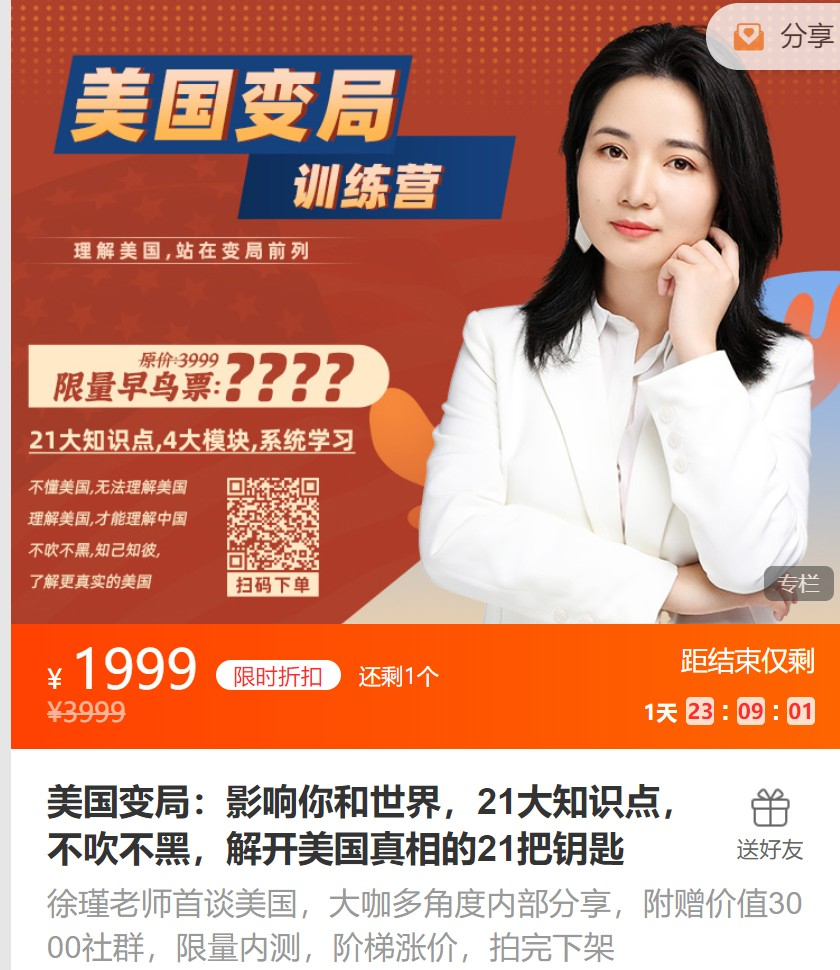 分享
美国变局
训练营
理解美国,站在变局前列
原价:3999
限量早鸟票:????
21大知识点,4大模块,系统学习
不懂美国,无法理解美国
理解美国,才能理解中国
不吹不黑,知己知彼,
了解更真实的美国
扫码下单
专栏
¥ 1999 限时折扣 还剩1个
¥3999
距结束仅剩
1天 23 : 09 : 01
美国变局：影响你和世界，21大知识点，
不吹不黑，解开美国真相的21把钥匙
送好友
徐瑾老师首谈美国，大咖多角度内部分享，附赠价值30
00社群，限量内测，阶梯涨价，拍完下架